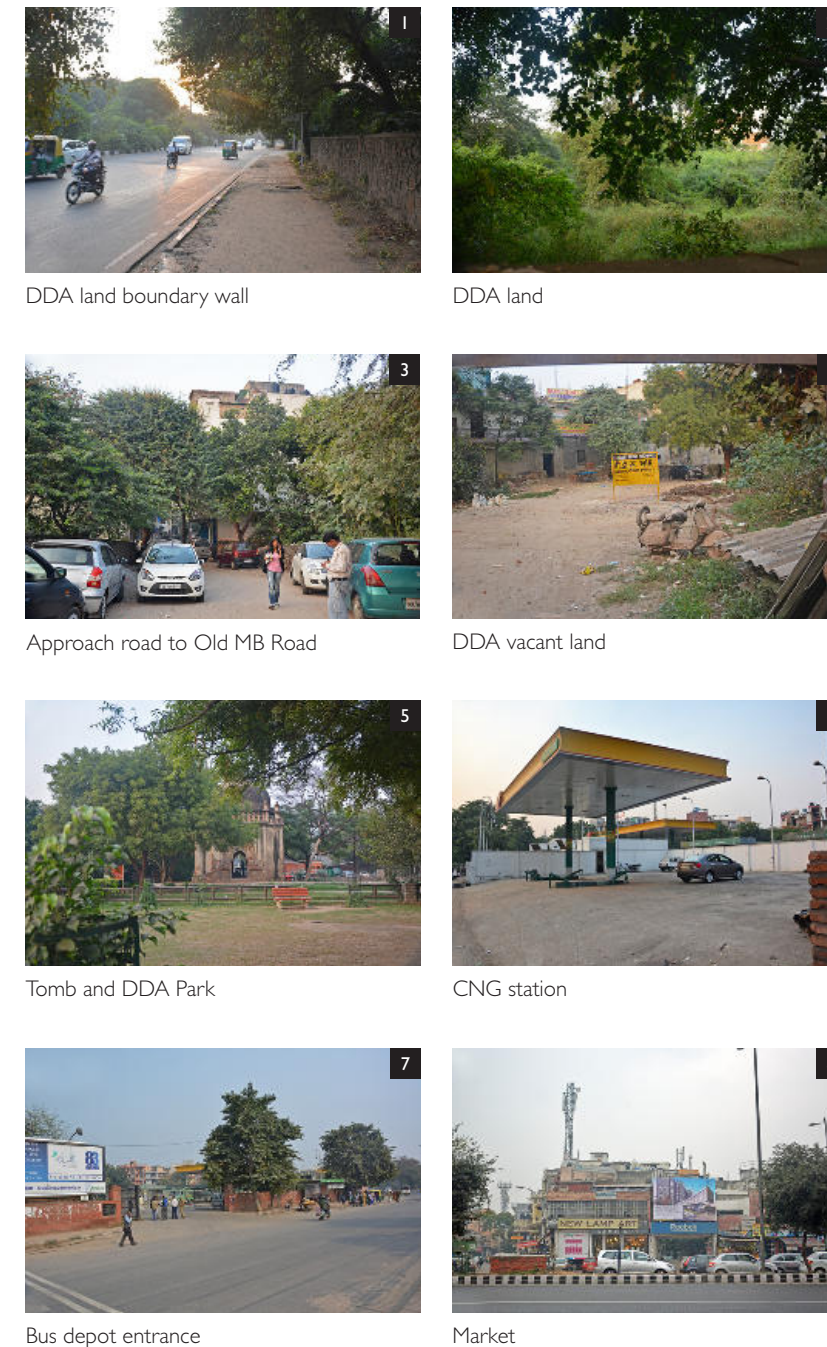 1
DDA land boundary wall
DDA land
3
Approach road to Old MB Road
DDA vacant land
5
Tomb and DDA Park
CNG station
7
83
NEW LAMP ART
Bus depot entrance
Market